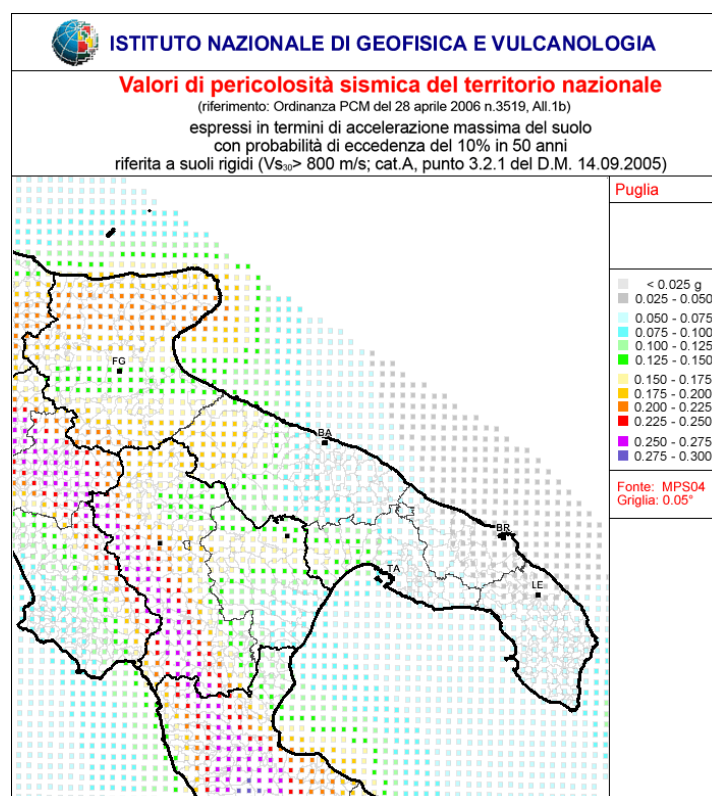 ISTITUTO NAZIONALE DI GEOFISICA E VULCANOLOGIA
Valori di pericolosità sismica del territorio nazionale
(riferimento: Ordinanza PCM del 28 aprile 2006 n.3519, All.1b)
espressi in termini di accelerazione massima del suolo
con probabilità di eccedenza del 10% in 50 anni
riferita a suoli rigidi (Vs₃₀> 800 m/s; cat.A, punto 3.2.1 del D.M. 14.09.2005)
Puglia
< 0.025 g
0.025 - 0.050
0.050 - 0.075
0.075 - 0.100
0.100 - 0.125
0.125 - 0.150
0.150 - 0.175
0.175 - 0.200
0.200 - 0.225
0.225 - 0.250
0.250 - 0.275
0.275 - 0.300
Fonte: MPS04
Griglia: 0.05°
FG
BA
BR
TA
LE